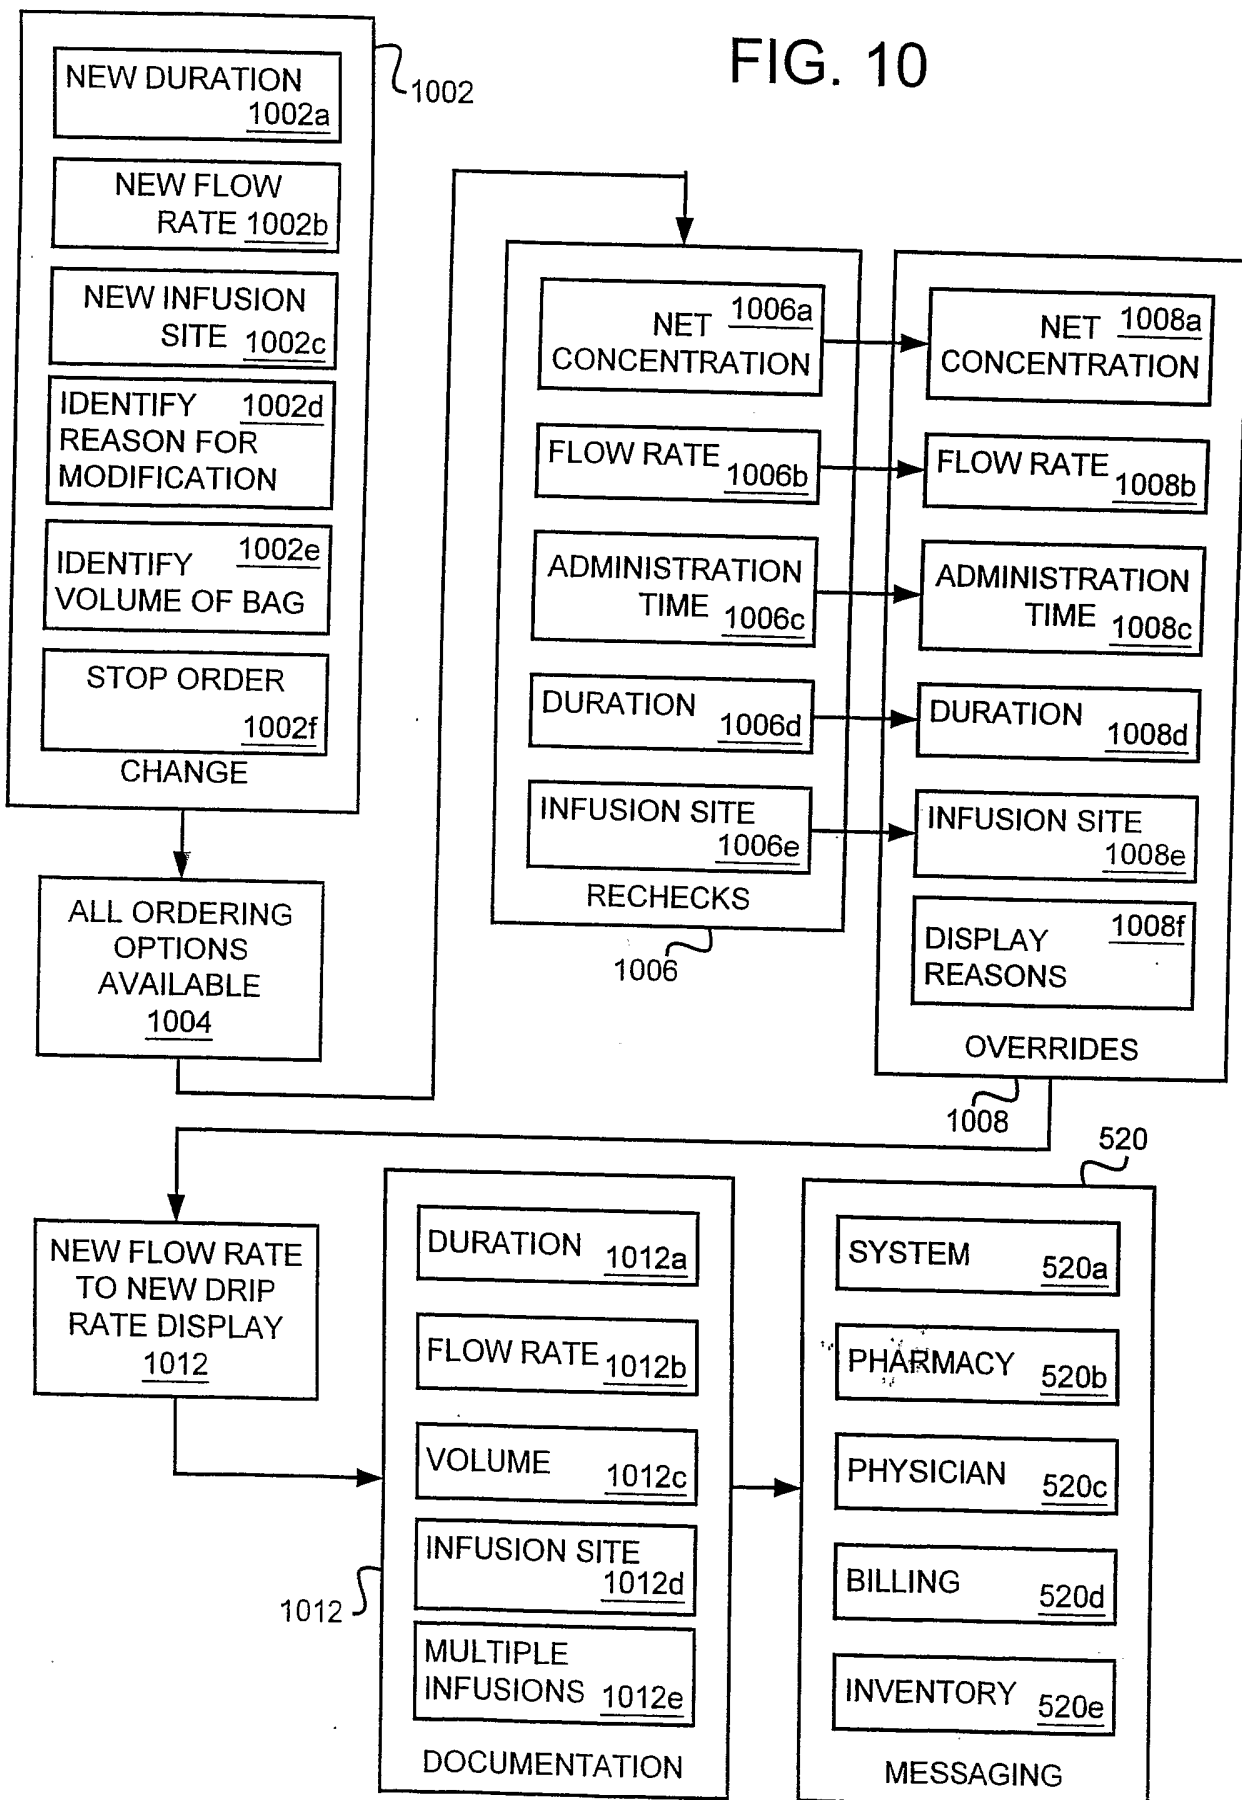 FIG. 10
NEW DURATION
1002a
NEW FLOW
RATE 1002b
NEW INFUSION
SITE 1002c
IDENTIFY 1002d
REASON FOR
MODIFICATION
1002e
IDENTIFY
VOLUME OF BAG
STOP ORDER
1002f
CHANGE
1002
ALL ORDERING
OPTIONS
AVAILABLE
1004
1006a
NET
CONCENTRATION
FLOW RATE
1006b
ADMINISTRATION
TIME
1006c
DURATION
1006d
INFUSION SITE
1006e
RECHECKS
1006
1008a
NET
CONCENTRATION
FLOW RATE
1008b
ADMINISTRATION
TIME
1008c
DURATION
1008d
INFUSION SITE
1008e
1008f
DISPLAY
REASONS
OVERRIDES
1008
NEW FLOW RATE
TO NEW DRIP
RATE DISPLAY
1012
DURATION
1012a
FLOW RATE
1012b
VOLUME
1012c
INFUSION SITE
1012d
MULTIPLE
INFUSIONS 1012e
DOCUMENTATION
1012
520
SYSTEM
520a
PHARMACY
520b
PHYSICIAN
520c
BILLING
520d
INVENTORY
520e
MESSAGING